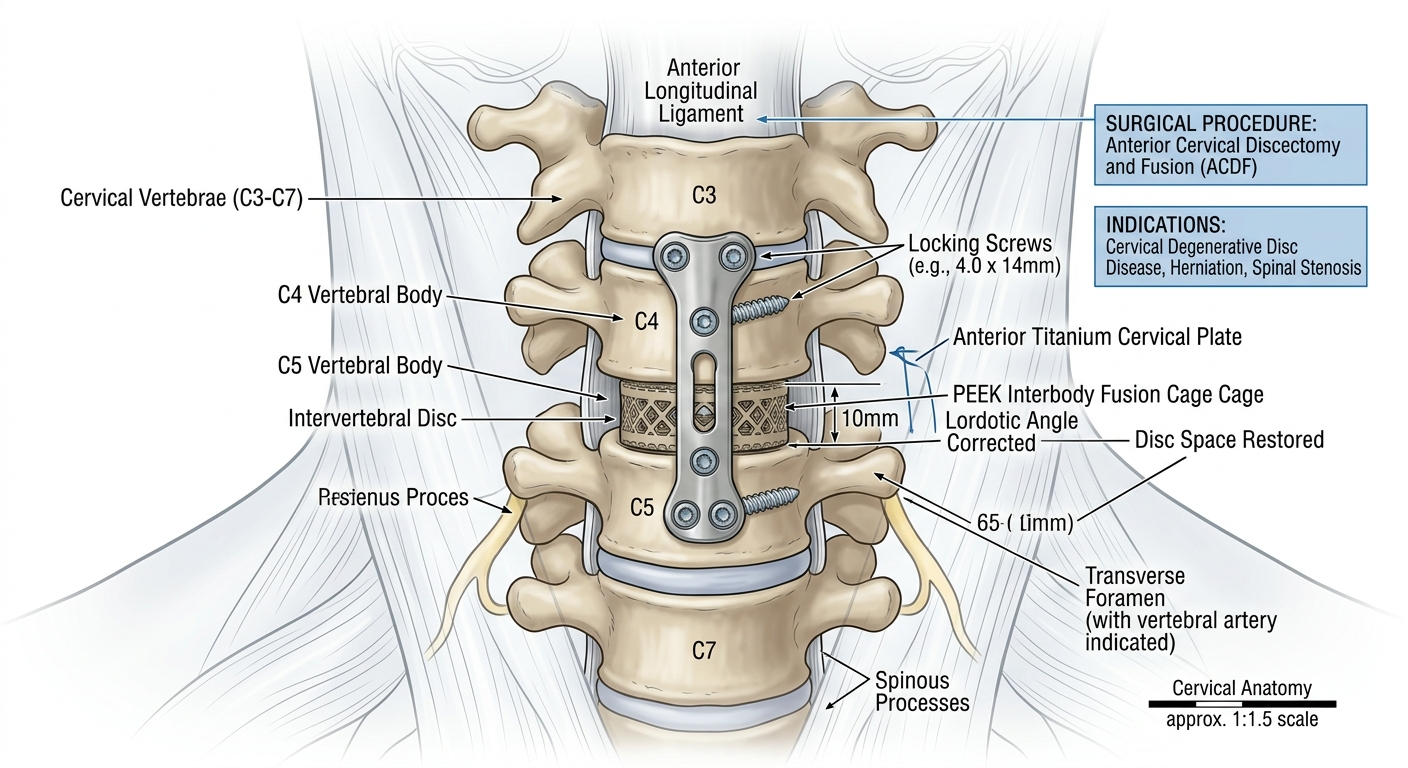 Anterior
Longitudinal
Ligament
SURGICAL PROCEDURE:
Anterior Cervical Discectomy
and Fusion (ACDF)
Cervical Vertebrae (C3-C7)
C3
INDICATIONS:
Cervical Degenerative Disc
Disease, Herniation, Spinal Stenosis
Locking Screws
(e.g., 4.0 x 14mm)
C4 Vertebral Body
C4
Anterior Titanium Cervical Plate
C5 Vertebral Body
PEEK Interbody Fusion Cage Cage
Intervertebral Disc
10mm
Lordotic Angle
Corrected
Disc Space Restored
Proces
C5
Transverse
Foramen
(with vertebral artery
indicated)
C7
Spinous
Processes
Cervical Anatomy
approx. 1:1.5 scale